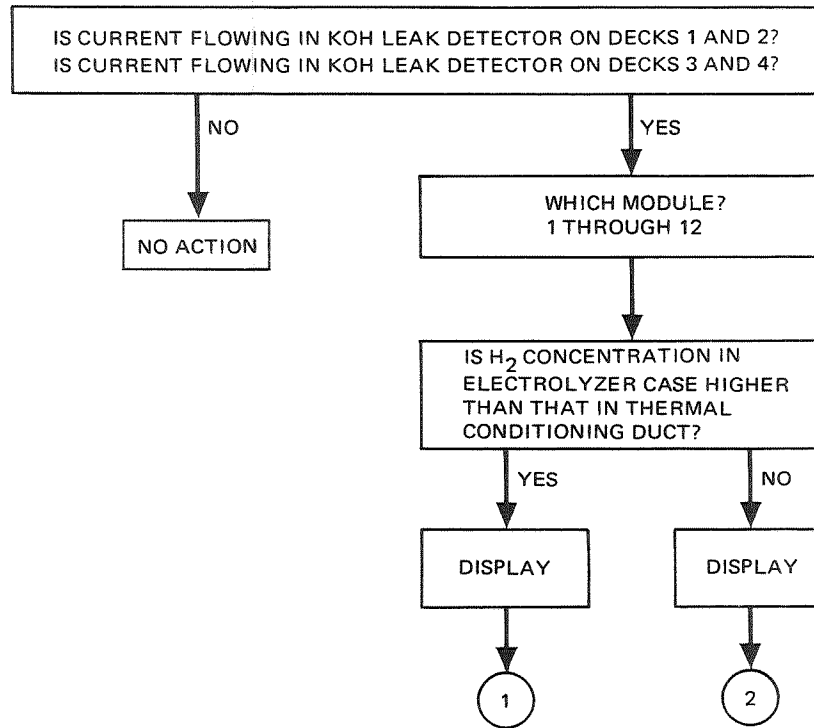 IS CURRENT FLOWING IN KOH LEAK DETECTOR ON DECKS 1 AND 2?
IS CURRENT FLOWING IN KOH LEAK DETECTOR ON DECKS 3 AND 4?
NO
YES
NO ACTION
WHICH MODULE?
1 THROUGH 12
IS H2 CONCENTRATION IN
ELECTROLYZER CASE HIGHER
THAN THAT IN THERMAL
CONDITIONING DUCT?
YES
NO
DISPLAY
DISPLAY
1
2